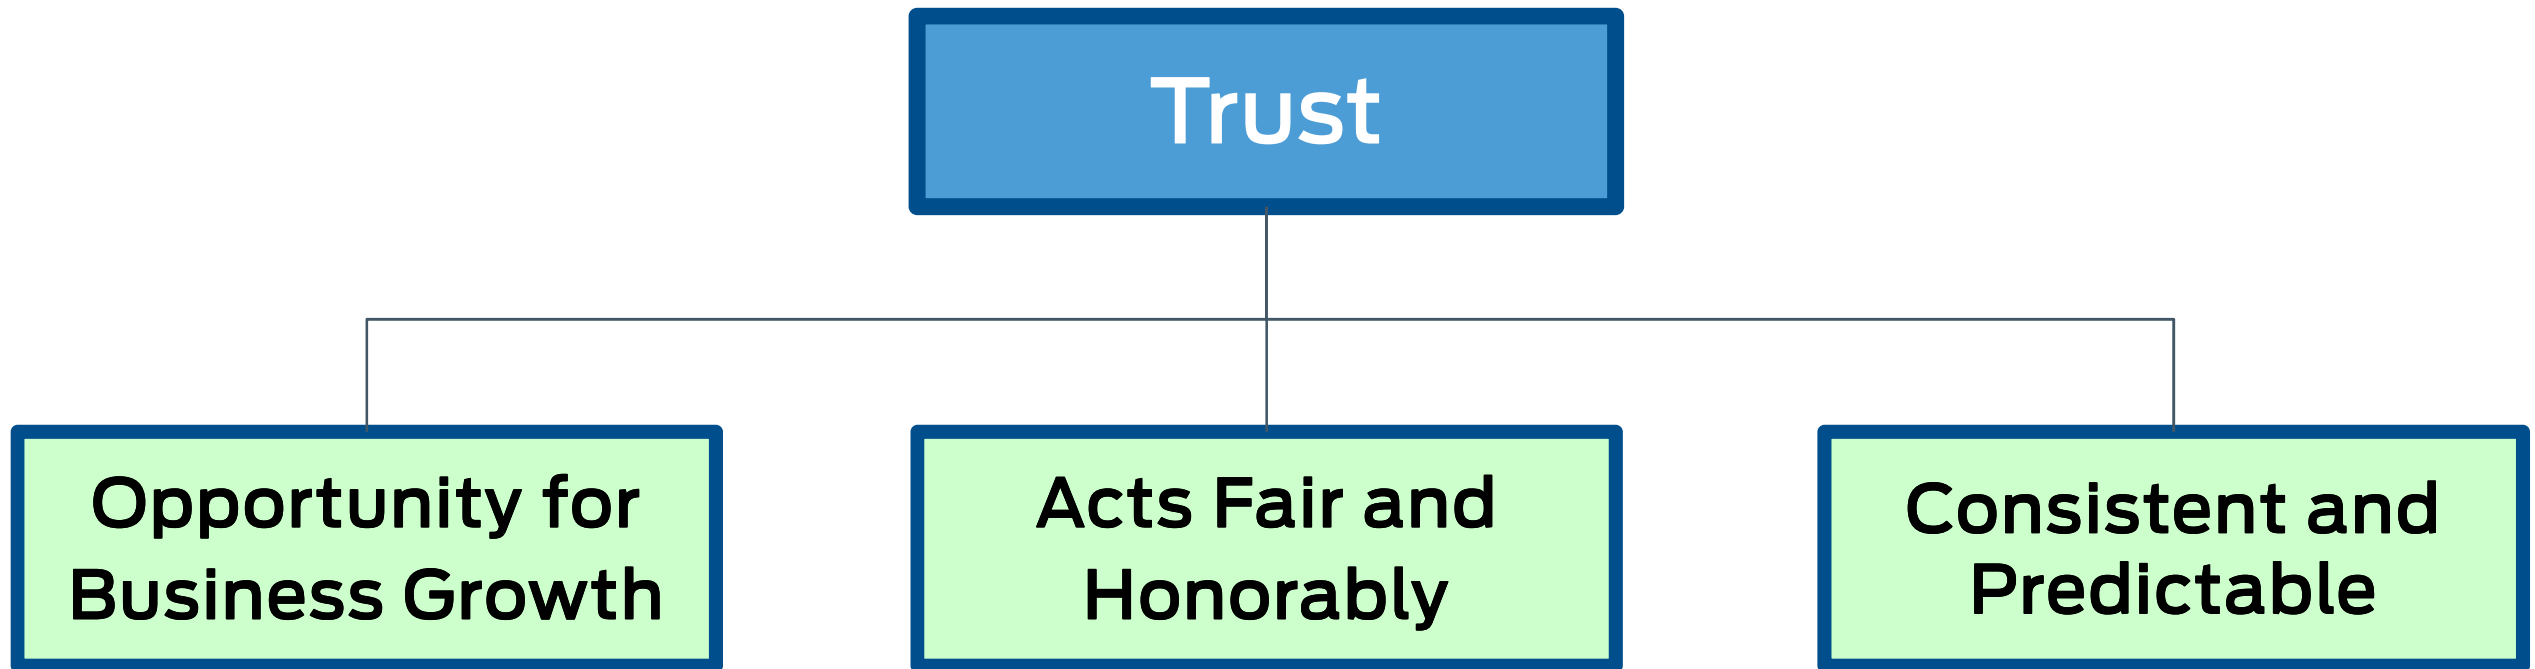 Trust
Opportunity for
Business Growth
Acts Fair and
Honorably
Consistent and
Predictable